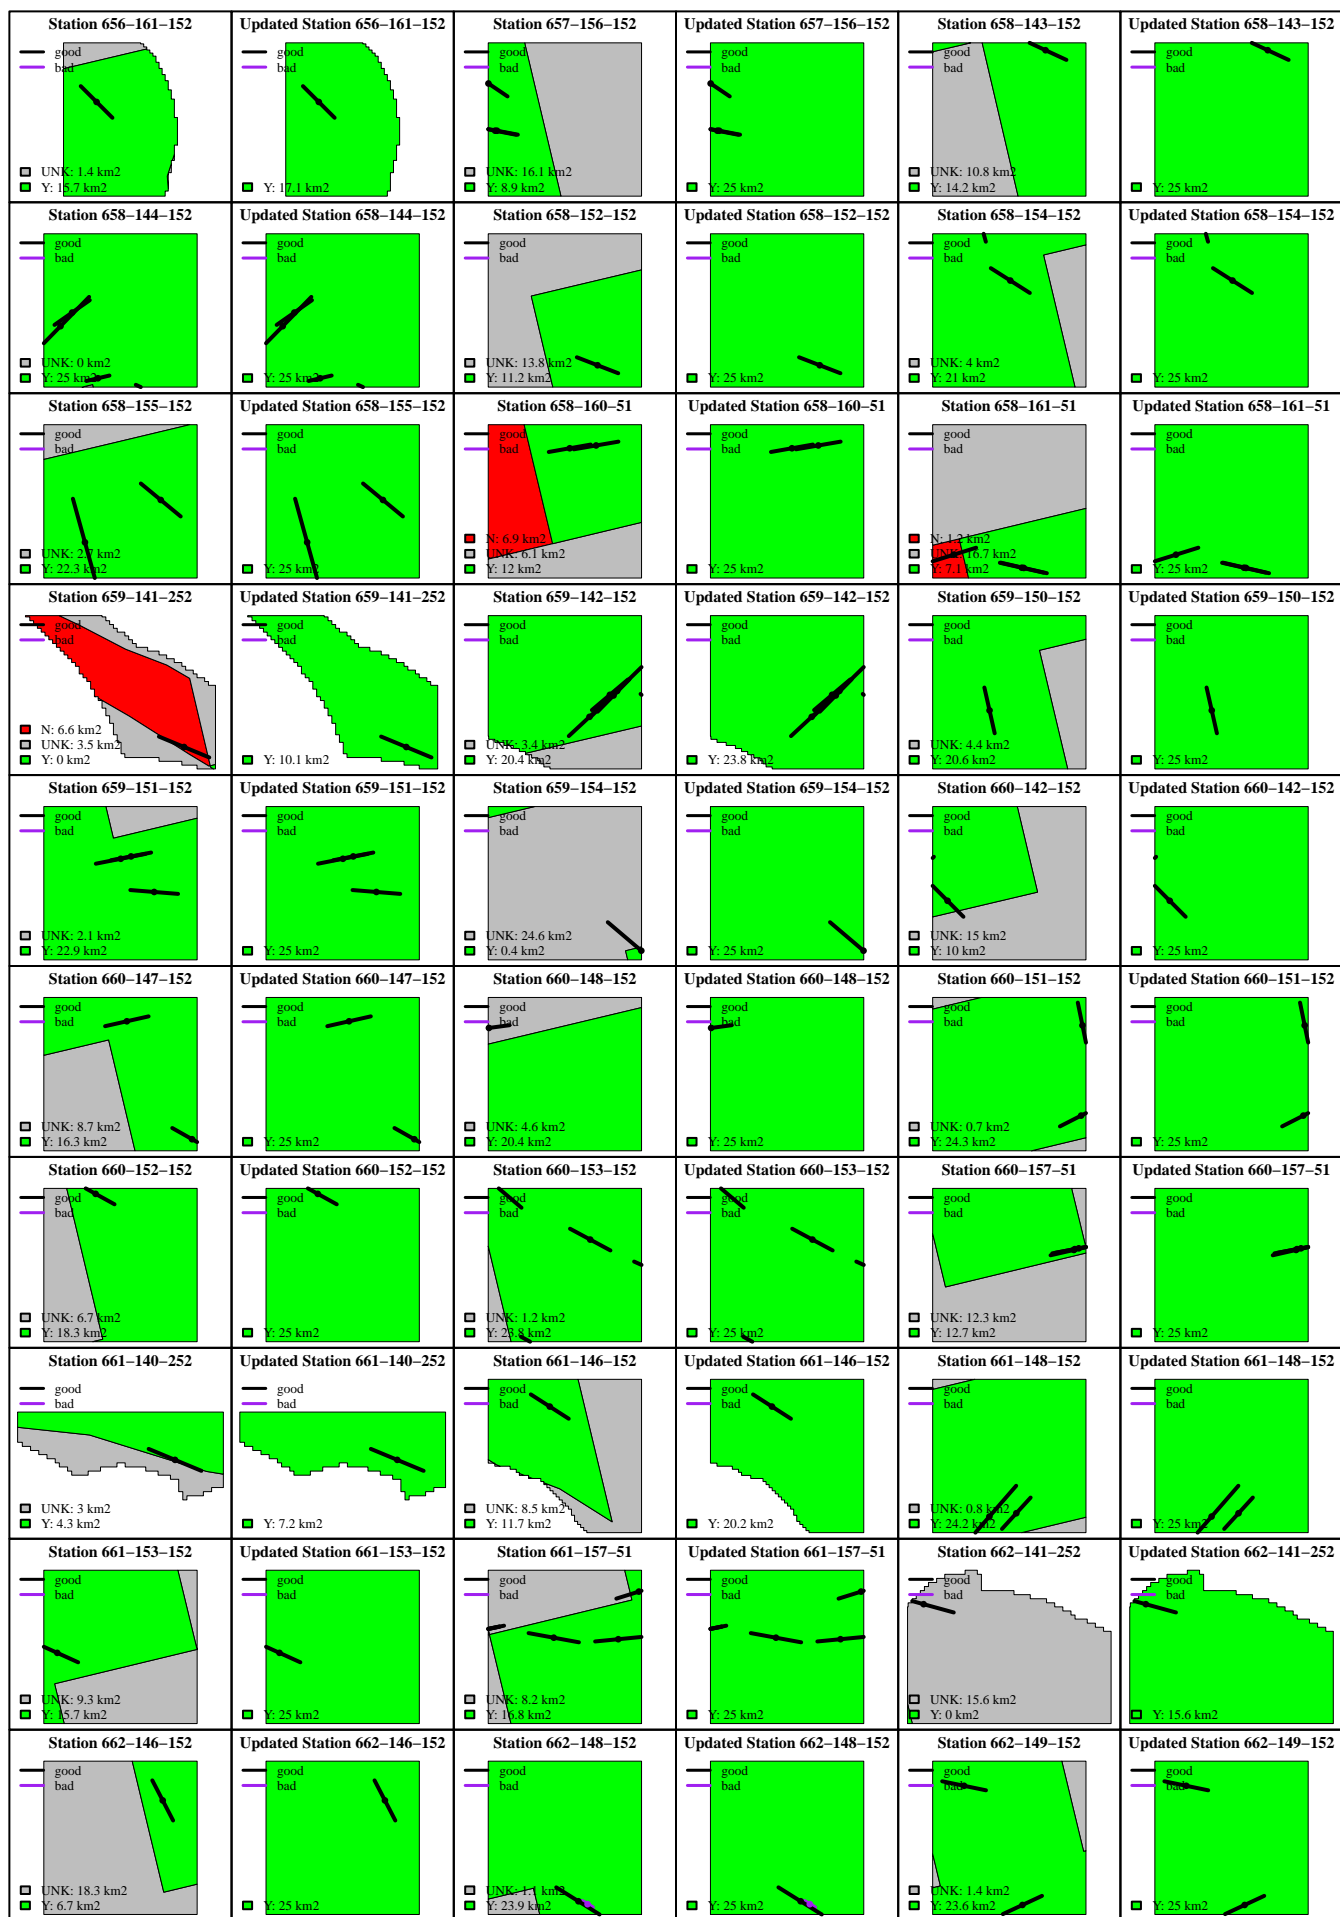 Station 656−161−152
good
bad
UNK: 1.4 km2
Y: 15.7 km2
Updated Station 656−161−152
good
bad
Y: 17.1 km2
Station 657−156−152
good
bad
UNK: 16.1 km2
Y: 8.9 km2
Updated Station 657−156−152
good
bad
Y: 25 km2
Station 658−143−152
good
bad
UNK: 10.8 km2
Y: 14.2 km2
Updated Station 658−143−152
good
bad
Y: 25 km2
Station 658−144−152
good
bad
UNK: 0 km2
Y: 25 km2
Updated Station 658−144−152
good
bad
Y: 25 km2
Station 658−152−152
good
bad
UNK: 13.8 km2
Y: 11.2 km2
Updated Station 658−152−152
good
bad
Y: 25 km2
Station 658−154−152
good
bad
UNK: 4 km2
Y: 21 km2
Updated Station 658−154−152
good
bad
Y: 25 km2
Station 658−155−152
good
bad
UNK: 2.7 km2
Y: 22.3 km2
Updated Station 658−155−152
good
bad
Y: 25 km2
Station 658−160−51
good
bad
N: 6.9 km2
UNK: 6.1 km2
Y: 12 km2
Updated Station 658−160−51
good
bad
Y: 25 km2
Station 658−161−51
good
bad
N: 1.2 km2
UNK: 16.7 km2
Y: 7.1 km2
Updated Station 658−161−51
good
bad
Y: 25 km2
Station 659−141−252
good
bad
N: 6.6 km2
UNK: 3.5 km2
Y: 0 km2
Updated Station 659−141−252
good
bad
Y: 10.1 km2
Station 659−142−152
good
bad
UNK: 3.4 km2
Y: 20.4 km2
Updated Station 659−142−152
good
bad
Y: 23.8 km2
Station 659−150−152
good
bad
UNK: 4.4 km2
Y: 20.6 km2
Updated Station 659−150−152
good
bad
Y: 25 km2
Station 659−151−152
good
bad
UNK: 2.1 km2
Y: 22.9 km2
Updated Station 659−151−152
good
bad
Y: 25 km2
Station 659−154−152
good
bad
UNK: 24.6 km2
Y: 0.4 km2
Updated Station 659−154−152
good
bad
Y: 25 km2
Station 660−142−152
good
bad
UNK: 15 km2
Y: 10 km2
Updated Station 660−142−152
good
bad
Y: 25 km2
Station 660−147−152
good
bad
UNK: 8.7 km2
Y: 16.3 km2
Updated Station 660−147−152
good
bad
Y: 25 km2
Station 660−148−152
good
bad
UNK: 4.6 km2
Y: 20.4 km2
Updated Station 660−148−152
good
bad
Y: 25 km2
Station 660−151−152
good
bad
UNK: 0.7 km2
Y: 24.3 km2
Updated Station 660−151−152
good
bad
Y: 25 km2
Station 660−152−152
good
bad
UNK: 6.7 km2
Y: 18.3 km2
Updated Station 660−152−152
good
bad
Y: 25 km2
Station 660−153−152
good
bad
UNK: 1.2 km2
Y: 23.8 km2
Updated Station 660−153−152
good
bad
Y: 25 km2
Station 660−157−51
good
bad
UNK: 12.3 km2
Y: 12.7 km2
Updated Station 660−157−51
good
bad
Y: 25 km2
Station 661−140−252
good
bad
UNK: 3 km2
Y: 4.3 km2
Updated Station 661−140−252
good
bad
Y: 7.2 km2
Station 661−146−152
good
bad
UNK: 8.5 km2
Y: 11.7 km2
Updated Station 661−146−152
good
bad
Y: 20.2 km2
Station 661−148−152
good
bad
UNK: 0.8 km2
Y: 24.2 km2
Updated Station 661−148−152
good
bad
Y: 25 km2
Station 661−153−152
good
bad
UNK: 9.3 km2
Y: 15.7 km2
Updated Station 661−153−152
good
bad
Y: 25 km2
Station 661−157−51
good
bad
UNK: 8.2 km2
Y: 16.8 km2
Updated Station 661−157−51
good
bad
Y: 25 km2
Station 662−141−252
good
bad
UNK: 15.6 km2
Y: 0 km2
Updated Station 662−141−252
good
bad
Y: 15.6 km2
Station 662−146−152
good
bad
UNK: 18.3 km2
Y: 6.7 km2
Updated Station 662−146−152
good
bad
Y: 25 km2
Station 662−148−152
good
bad
UNK: 1.1 km2
Y: 23.9 km2
Updated Station 662−148−152
good
bad
Y: 25 km2
Station 662−149−152
good
bad
UNK: 1.4 km2
Y: 23.6 km2
Updated Station 662−149−152
good
bad
Y: 25 km2